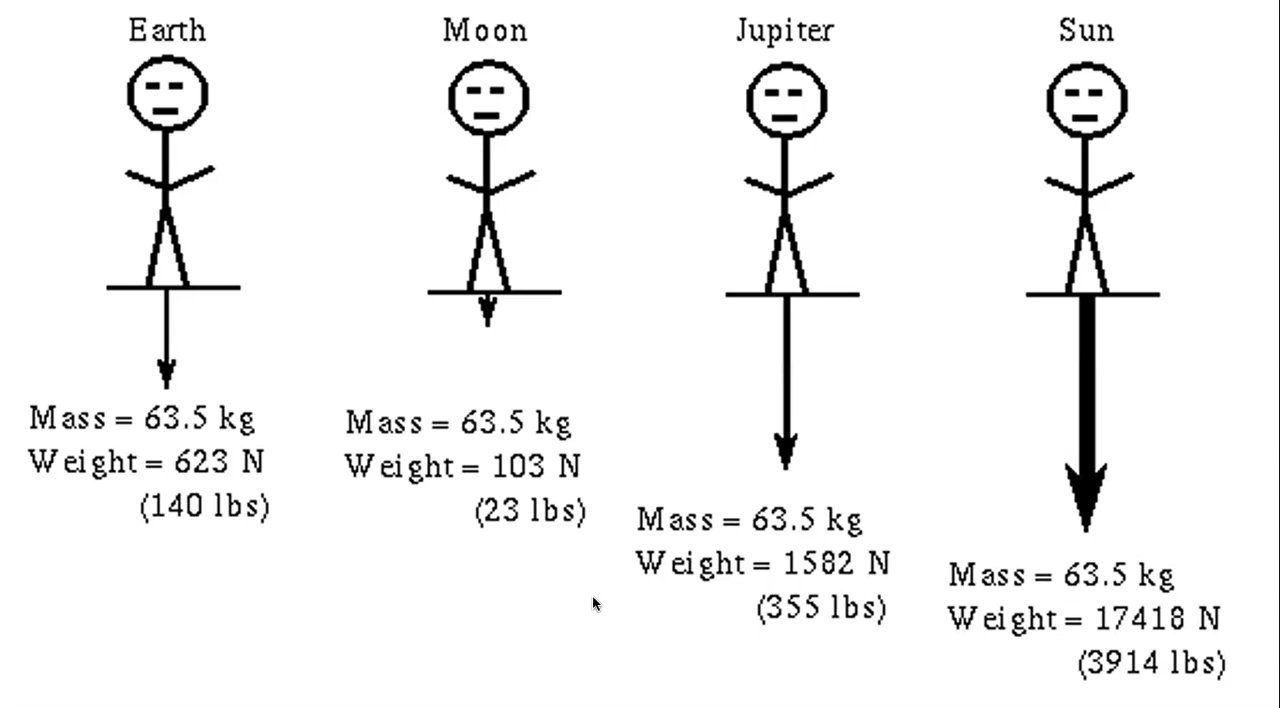 Earth
Mass = 63.5 kg
Weight = 623 N
(140 lbs)
Moon
Mass = 63.5 kg
Weight = 103 N
(23 lbs)
Jupiter
Mass = 63.5 kg
Weight = 1582 N
(355 lbs)
Sun
Mass = 63.5 kg
Weight = 17418 N
(3914 lbs)